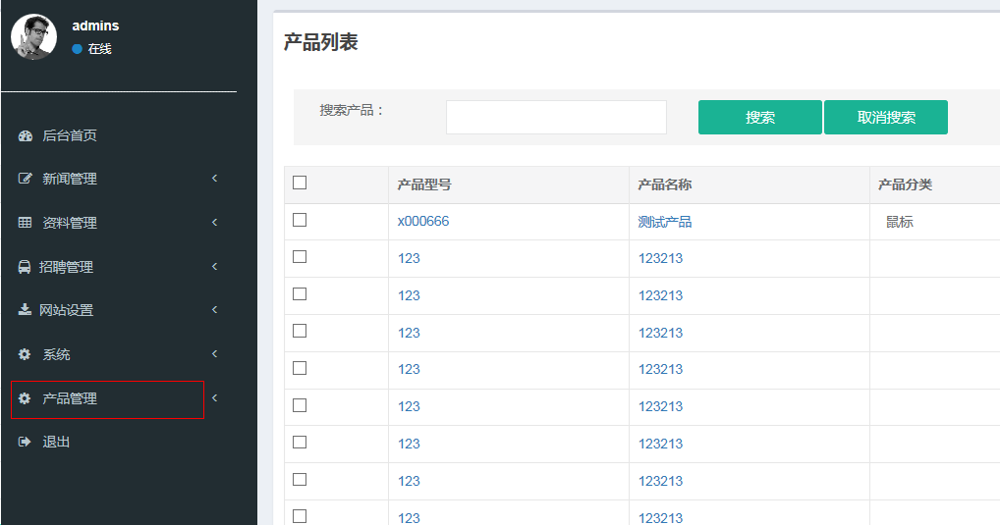 admins
在线
后台首页
新闻管理
资料管理
招聘管理
网站设置
系统
产品管理
退出
产品列表
搜索产品： 搜索 取消搜索
产品型号 产品名称 产品分类
x000666 测试产品 鼠标
123 123213
123 123213
123 123213
123 123213
123 123213
123 123213
123 123213
123 123213